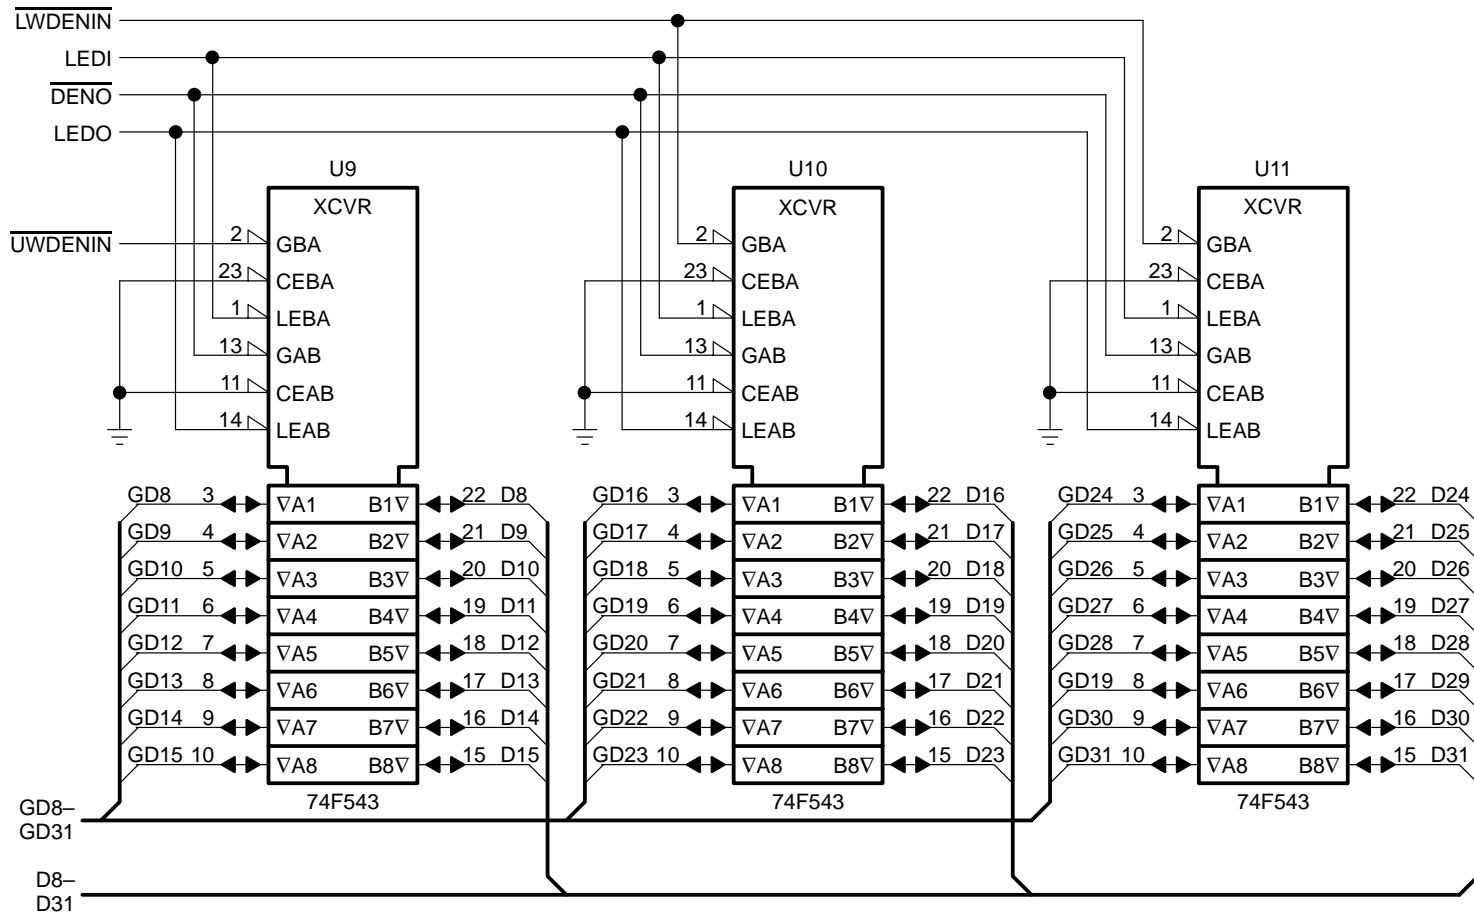 LWDENIN
LEDI
DENO
LEDO
UWDENIN
U9
XCVR
2 GBA
23 CEBA
1 LEBA
13 GAB
11 CEAB
14 LEAB
GD8 3 ∇A1 B1∇ 22 D8
GD9 4 ∇A2 B2∇ 21 D9
GD10 5 ∇A3 B3∇ 20 D10
GD11 6 ∇A4 B4∇ 19 D11
GD12 7 ∇A5 B5∇ 18 D12
GD13 8 ∇A6 B6∇ 17 D13
GD14 9 ∇A7 B7∇ 16 D14
GD15 10 ∇A8 B8∇ 15 D15
74F543
U10
XCVR
2 GBA
23 CEBA
1 LEBA
13 GAB
11 CEAB
14 LEAB
GD16 3 ∇A1 B1∇ 22 D16
GD17 4 ∇A2 B2∇ 21 D17
GD18 5 ∇A3 B3∇ 20 D18
GD19 6 ∇A4 B4∇ 19 D19
GD20 7 ∇A5 B5∇ 18 D20
GD21 8 ∇A6 B6∇ 17 D21
GD22 9 ∇A7 B7∇ 16 D22
GD23 10 ∇A8 B8∇ 15 D23
74F543
U11
XCVR
2 GBA
23 CEBA
1 LEBA
13 GAB
11 CEAB
14 LEAB
GD24 3 ∇A1 B1∇ 22 D24
GD25 4 ∇A2 B2∇ 21 D25
GD26 5 ∇A3 B3∇ 20 D26
GD27 6 ∇A4 B4∇ 19 D27
GD28 7 ∇A5 B5∇ 18 D28
GD19 8 ∇A6 B6∇ 17 D29
GD30 9 ∇A7 B7∇ 16 D30
GD31 10 ∇A8 B8∇ 15 D31
74F543
GD8–
GD31
D8–
D31